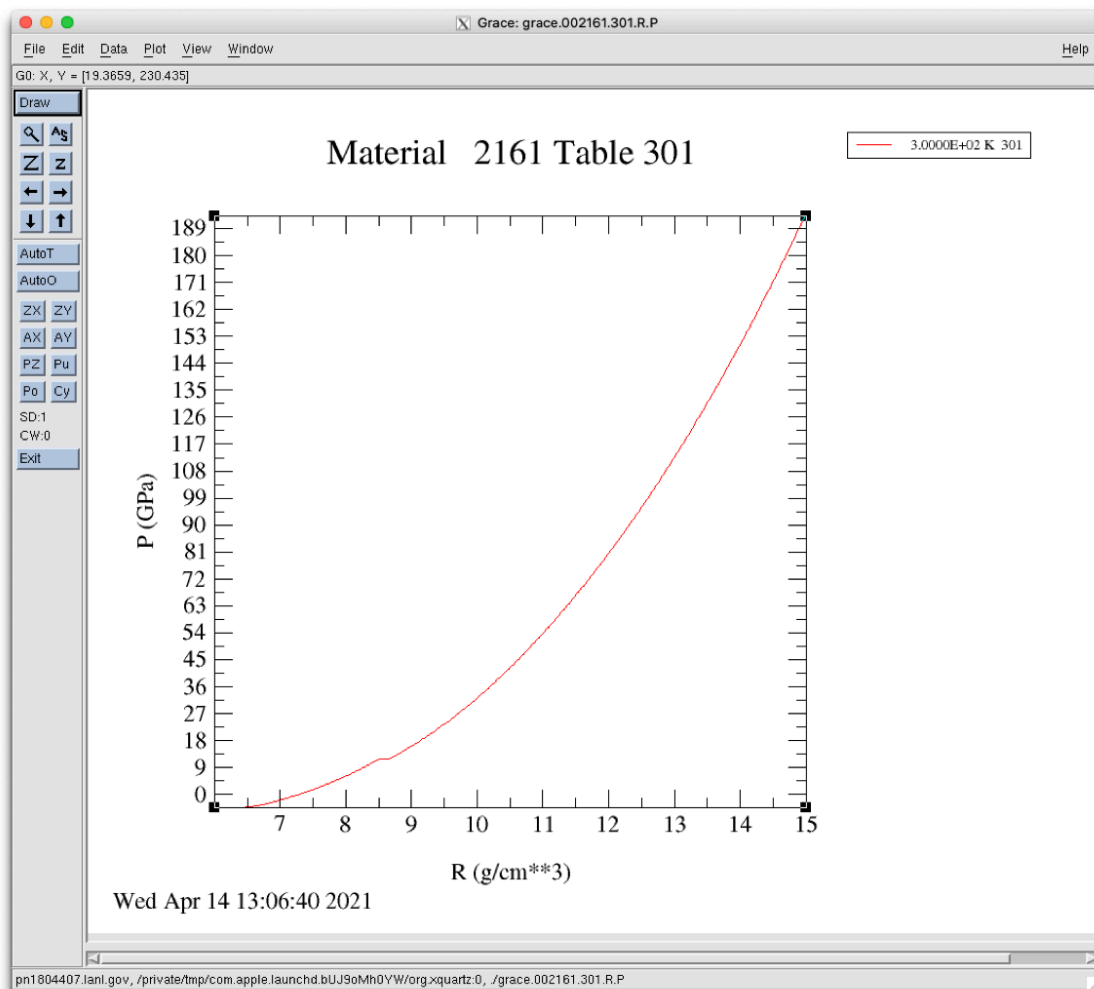 Grace: grace.002161.301.R.P
File Edit Data Plot View Window Help
G0: X, Y = [19.3659, 230.435]
Draw
AS
Z z
AutoT
AutoO
ZX ZY
AX AY
PZ Pu
Po Cy
SD:1
CW:0
Exit
Material 2161 Table 301
3.0000E+02 K 301
189
180
171
162
153
144
135
126
117
108
99
90
81
72
63
54
45
36
27
18
9
0
P (GPa)
7 8 9 10 11 12 13 14 15
R (g/cm**3)
Wed Apr 14 13:06:40 2021
pn1804407.lanl.gov, /private/tmp/com.apple.launchd.bUJ9oMh0YW/org.xquartz:0, ./grace.002161.301.R.P